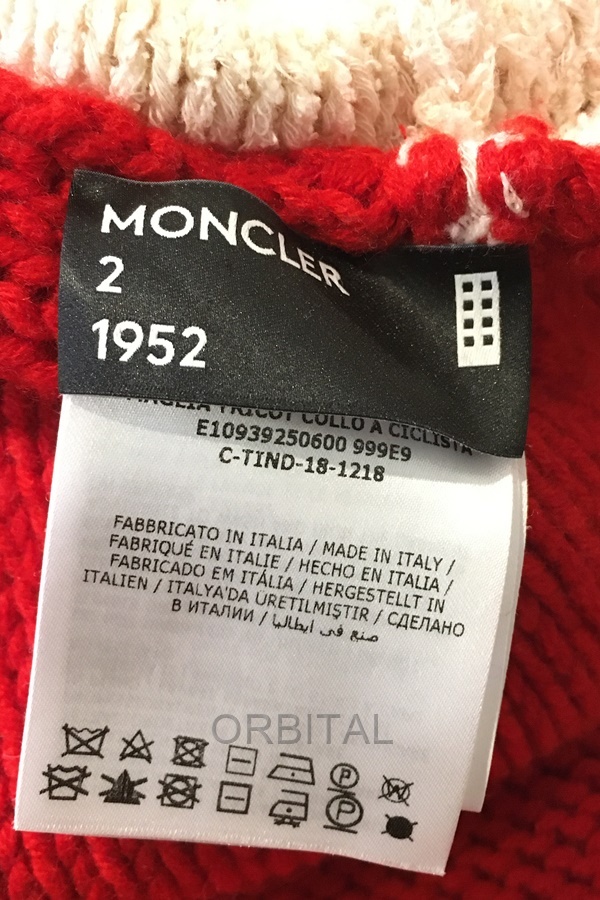 MONCLER
2
1952
MAGLIA TRICOT COLLO A CICLISTA
E10939250600 999E9
C-TIND-18-1218
FABBRICATO IN ITALIA / MADE IN ITALY /
FABRIQUÉ EN ITALIE / HECHO EN ITALIA /
FABRICADO EM ITÁLIA / HERGESTELLT IN
ITALIEN / ITALYA'DA ÜRETILMIŞTIR / СДЕЛАНО
В ИТАЛИИ / صنع في ايطاليا
ORBITAL
P
W
P